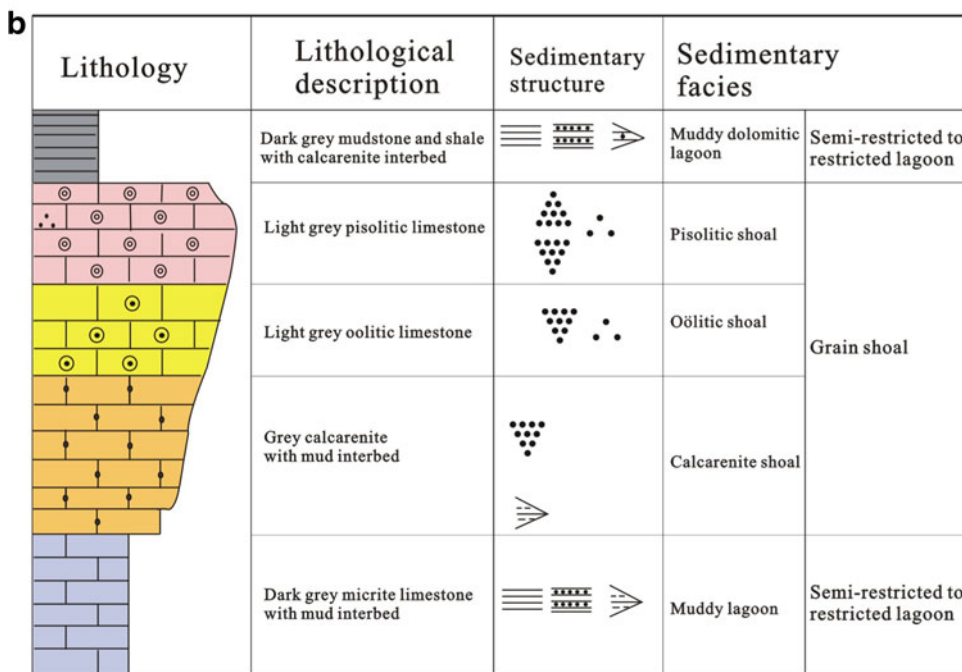 b
Lithology
Lithological
description
Sedimentary
structure
Sedimentary
facies
Dark grey mudstone and shale
with calcarenite interbed
Muddy dolomitic
lagoon
Semi-restricted to
restricted lagoon
Light grey pisolitic limestone
Pisolitic shoal
Light grey oolitic limestone
Oölitic shoal
Grain shoal
Grey calcarenite
with mud interbed
Calcarenite shoal
Dark grey micrite limestone
with mud interbed
Muddy lagoon
Semi-restricted to
restricted lagoon